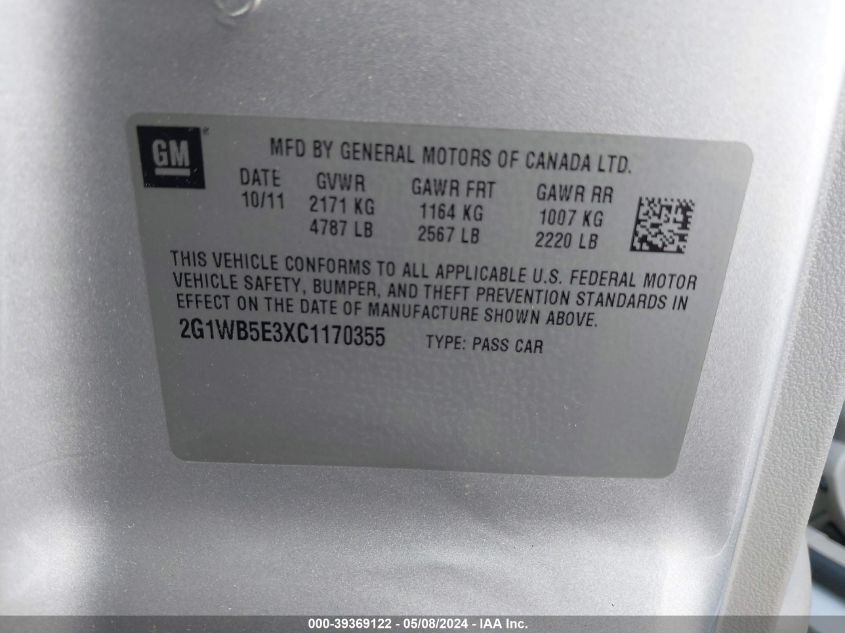 GM®
MFD BY GENERAL MOTORS OF CANADA LTD.
DATE GVWR GAWR FRT GAWR RR
10/11 2171 KG 1164 KG 1007 KG
4787 LB 2567 LB 2220 LB
THIS VEHICLE CONFORMS TO ALL APPLICABLE U.S. FEDERAL MOTOR
VEHICLE SAFETY, BUMPER, AND THEFT PREVENTION STANDARDS IN
EFFECT ON THE DATE OF MANUFACTURE SHOWN ABOVE.
2G1WB5E3XC1170355 TYPE: PASS CAR
000-39369122 - 05/08/2024 - IAA Inc.